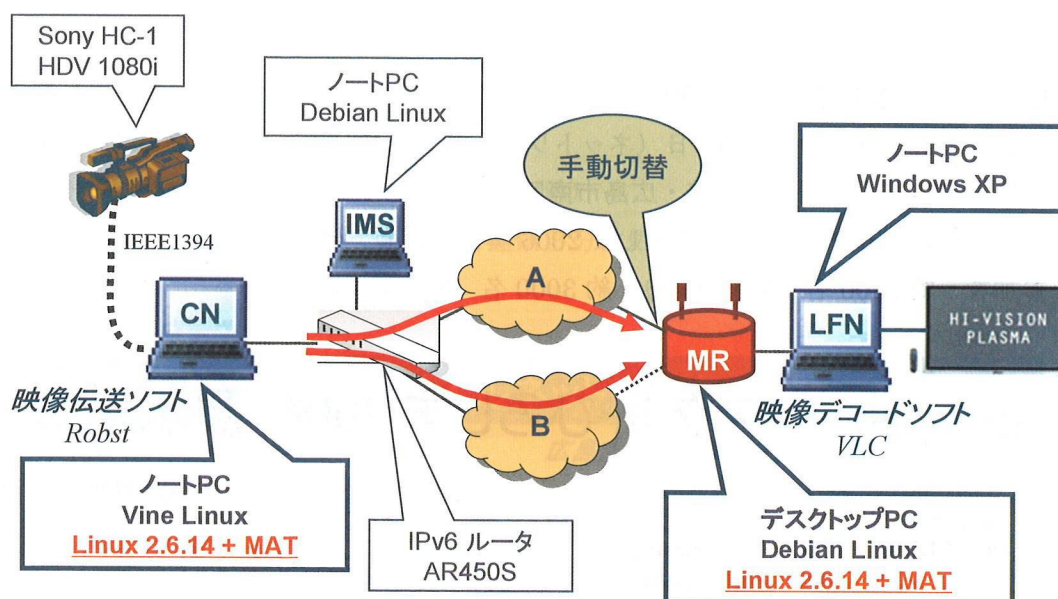 Sony HC-1
HDV 1080i
ノートPC
Debian Linux
手動切替
ノートPC
Windows XP
IEEE1394
IMS
A
CN
MR
LFN
HI-VISION
PLASMA
B
映像伝送ソフト
Robst
映像デコードソフト
VLC
ノートPC
Vine Linux
Linux 2.6.14 + MAT
IPv6 ルータ
AR450S
デスクトップPC
Debian Linux
Linux 2.6.14 + MAT